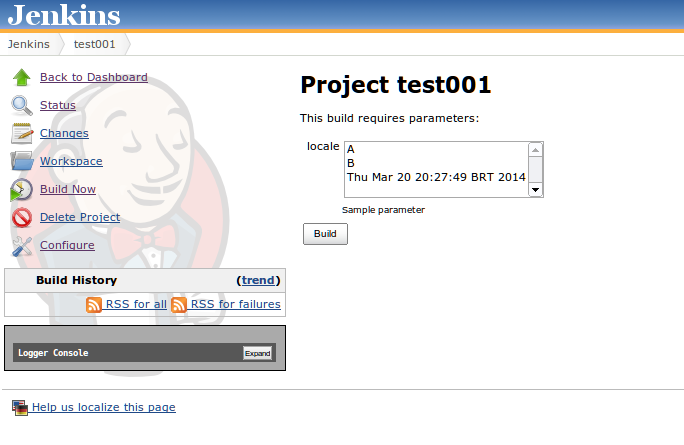 Jenkins
Jenkins test001
Back to Dashboard
Status
Changes
Workspace
Build Now
Delete Project
Configure
Build History (trend)
RSS for all RSS for failures
Logger Console Expand
Project test001
This build requires parameters:
locale
A
B
Thu Mar 20 20:27:49 BRT 2014
Sample parameter
Build
Help us localize this page